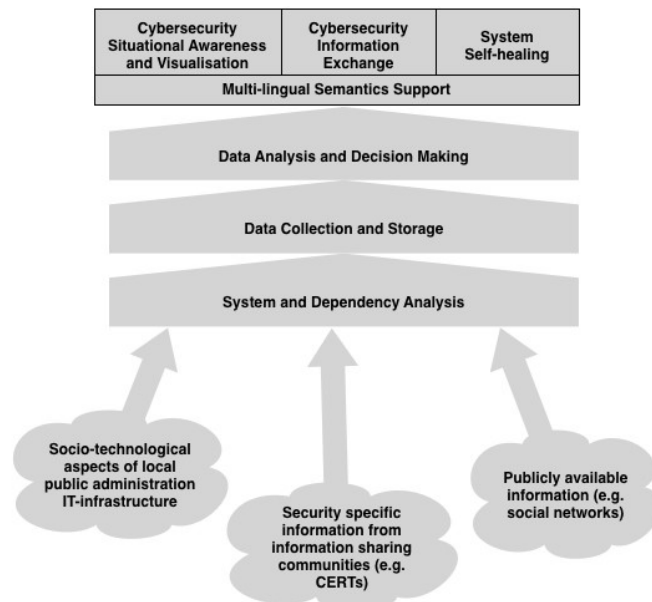 Cybersecurity
Situational Awareness
and Visualisation
Cybersecurity
Information
Exchange
System
Self-healing
Multi-lingual Semantics Support
Data Analysis and Decision Making
Data Collection and Storage
System and Dependency Analysis
Socio-technological
aspects of local
public administration
IT-infrastructure
Security specific
information from
information sharing
communities (e.g.
CERTs)
Publicly available
information (e.g.
social networks)